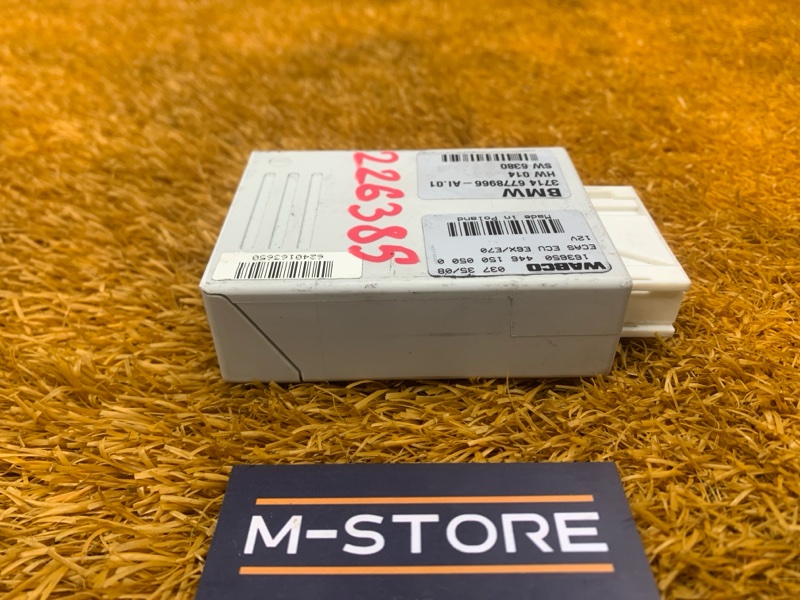 BMW
3714 6778966-AI.01
HW 014
SW 6380
WABCO 037 35/08
163650 446 150 050 0
ECAS ECU E6X/E70
12V
Made in Poland
6240163650
226385
M-STORE